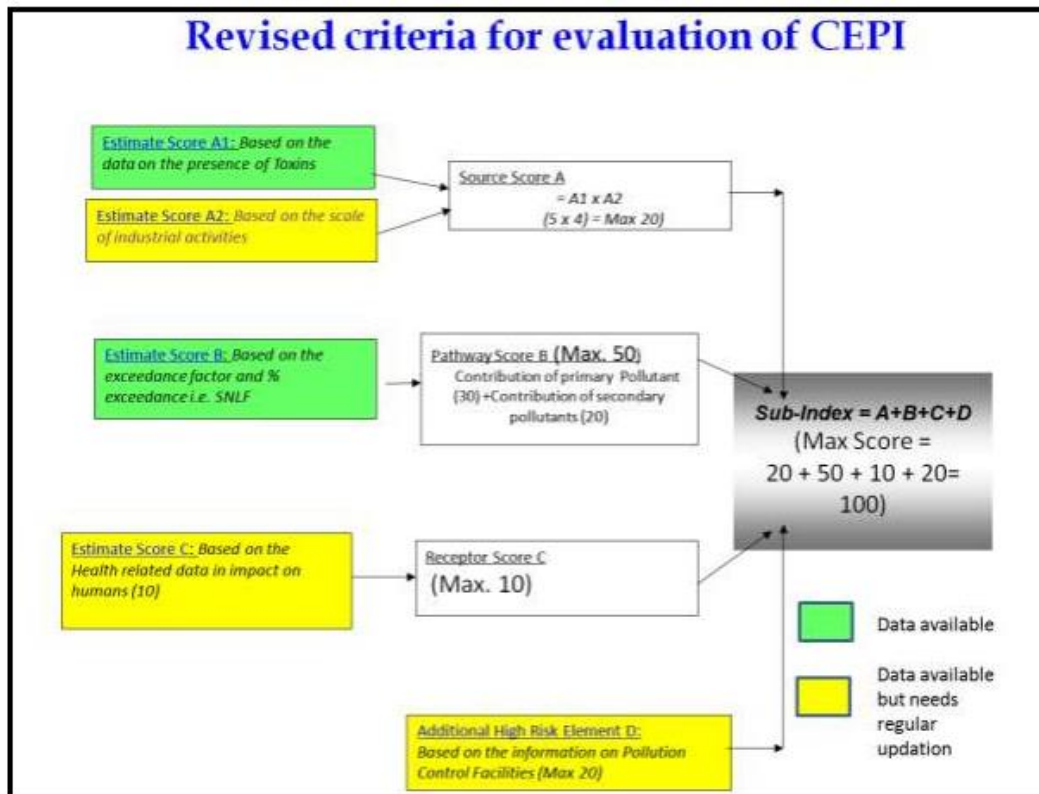 Revised criteria for evaluation of CEPI
Estimate Score A1: Based on the
data on the presence of Toxins
Estimate Score A2: Based on the scale
of industrial activities
Source Score A
= A1 x A2
(5 x 4) = Max 20)
Estimate Score B: Based on the
exceedance factor and %
exceedance i.e. SNLF
Pathway Score B (Max. 50)
Contribution of primary Pollutant
(30) +Contribution of secondary
pollutants (20)
Sub-Index = A+B+C+D
(Max Score =
20 + 50 + 10 + 20=
100)
Estimate Score C: Based on the
Health related data in impact on
humans (10)
Receptor Score C
(Max. 10)
Additional High Risk Element D:
Based on the information on Pollution
Control Facilities (Max 20)
Data available
Data available
but needs
regular
updation